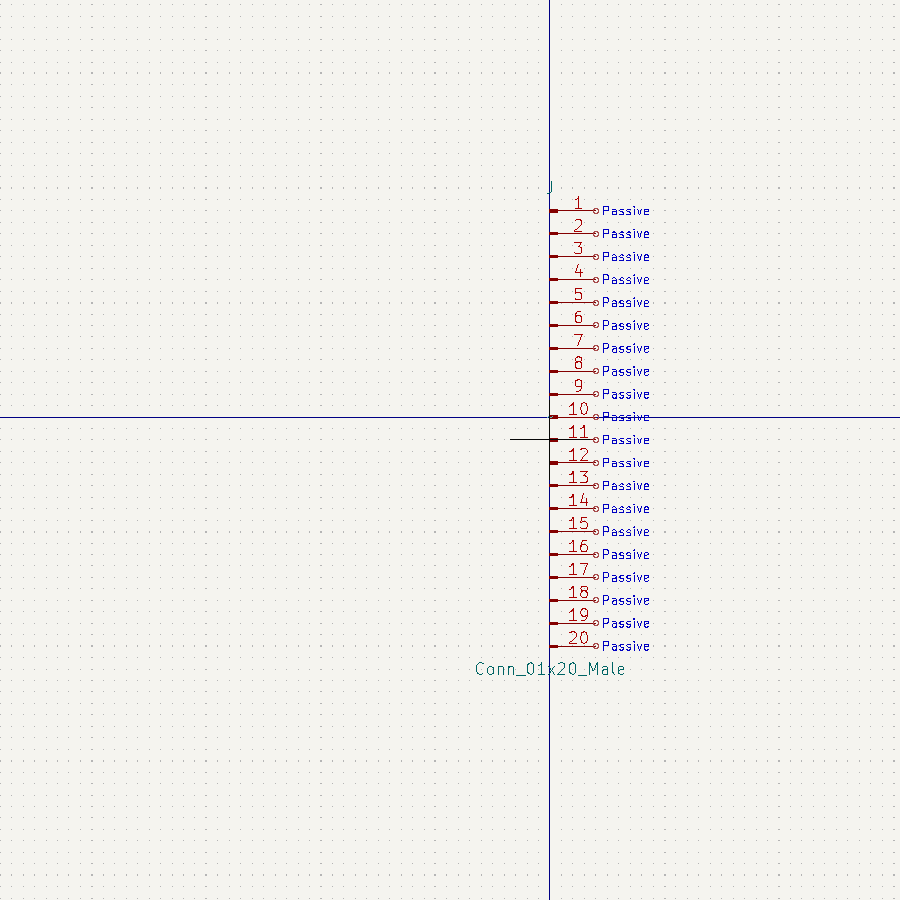 J
1 Passive
2 Passive
3 Passive
4 Passive
5 Passive
6 Passive
7 Passive
8 Passive
9 Passive
10 Passive
11 Passive
12 Passive
13 Passive
14 Passive
15 Passive
16 Passive
17 Passive
18 Passive
19 Passive
20 Passive
Conn_01x20_Male